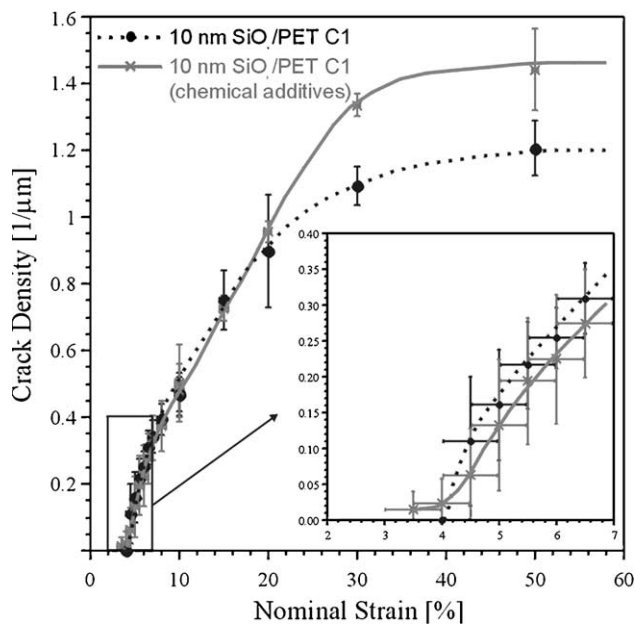 1.6
1.4
1.2
1
0.8
0.6
0.4
0.2
0 10 20 30 40 50 60
Crack Density [1/µm]
Nominal Strain [%]
10 nm SiO /PET C1
10 nm SiO /PET C1
(chemical additives)
0.40
0.35
0.30
0.25
0.20
0.15
0.10
0.05
0.00
2 3 4 5 6 7